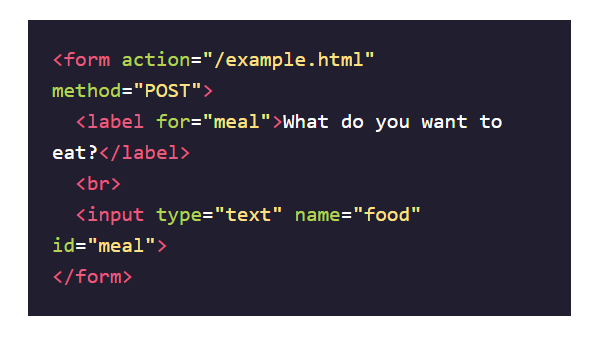 <form action="/example.html"
method="POST">
  <label for="meal">What do you want to
eat?</label>
  <br>
  <input type="text" name="food"
id="meal">
</form>